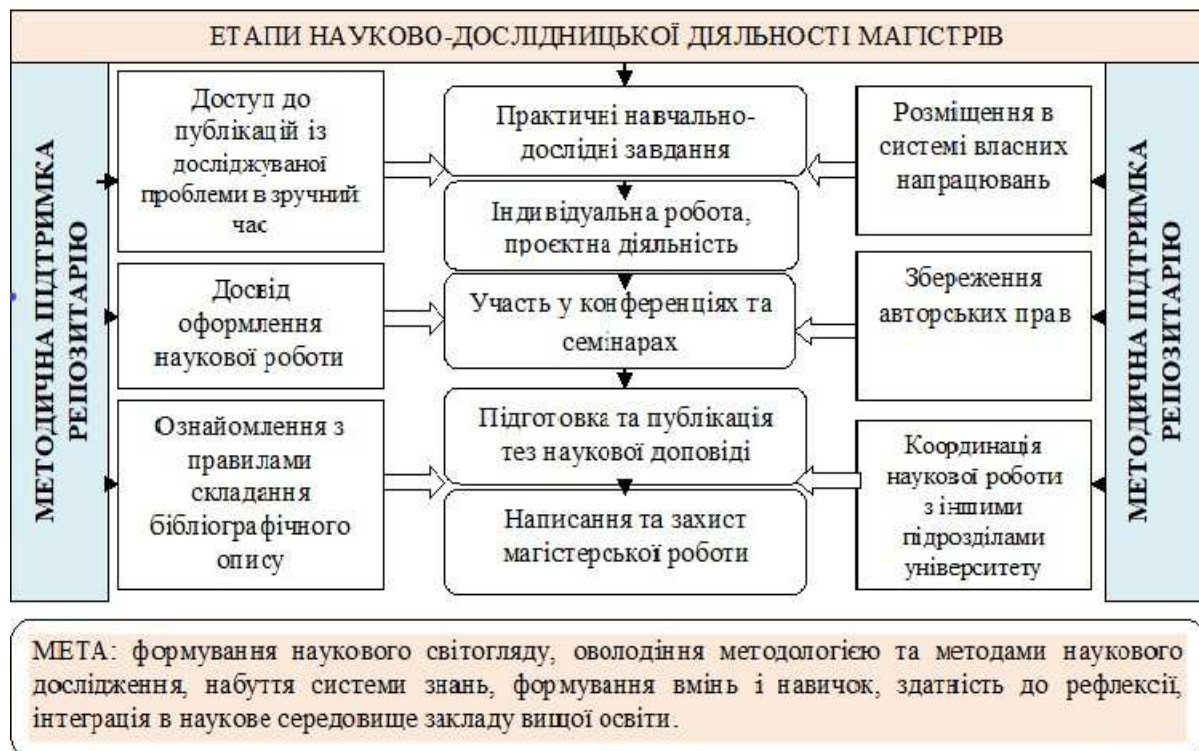 ЕТАПИ НАУКОВО-ДОСЛІДНИЦЬКОЇ ДІЯЛЬНОСТІ МАГІСТРІВ
МЕТОДИЧНА ПІДТРИМКА
РЕПОЗИТАРІЮ
Доступ до
публікацій із
досліджуваної
проблеми в зручний
час
Досвід
оформлення
наукової роботи
Ознайомлення з
правилами
складання
бібліографічного
опису
Практичні навчально-
дослідні завдання
Індивідуальна робота,
проєктна діяльність
Участь у конференціях та
семінарах
Підготовка та публікація
тез наукової доповіді
Написання та захист
магістерської роботи
Розміщення в
системі власних
напрацювань
Збереження
авторських прав
Координація
наукової роботи
з іншими
підрозділами
університету
МЕТОДИЧНА ПІДТРИМКА
РЕПОЗИТАРІЮ
МЕТА: формування наукового світогляду, оволодіння методологією та методами наукового
дослідження, набуття системи знань, формування вмінь і навичок, здатність до рефлексії,
інтеграція в наукове середовище закладу вищої освіти.